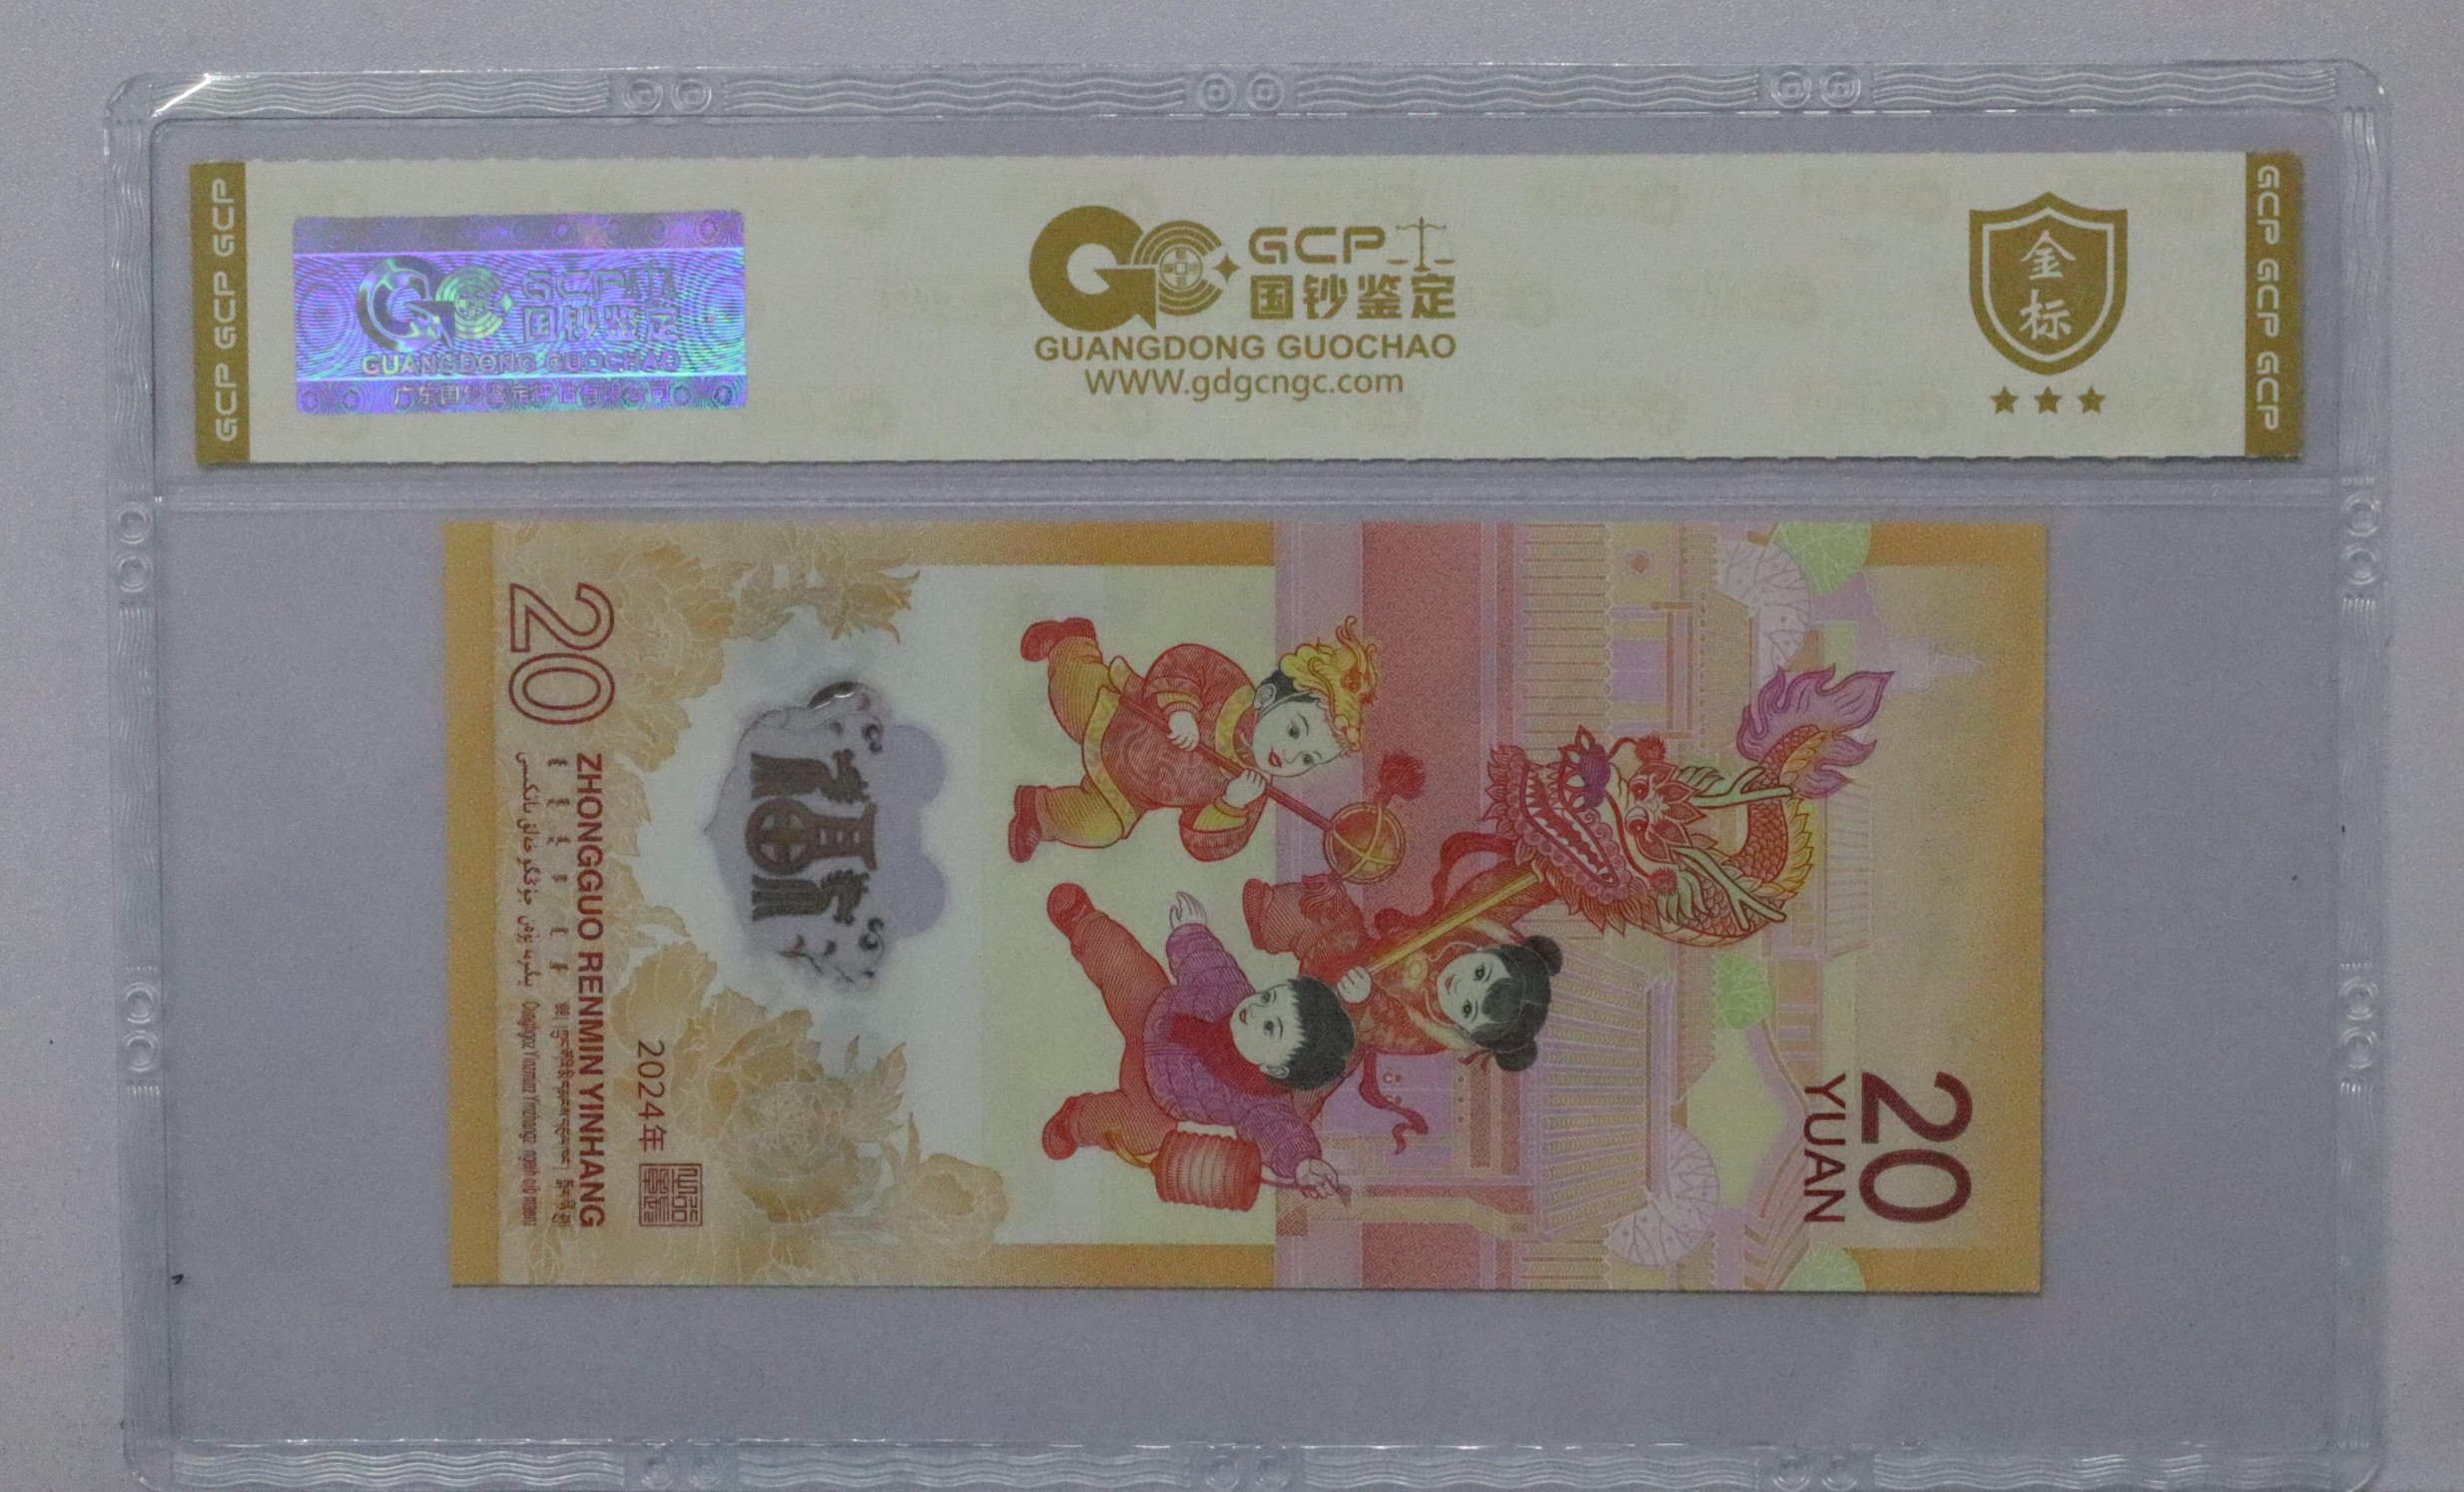 GCP GCP GCP
GCP
国钞鉴定
GUANGDONG GUOCHAO
广东国钞鉴定评估有限公司
GCP
国钞鉴定
GUANGDONG GUOCHAO
WWW.gdgcngc.com
金标
GCP GCP GCP
20
YUAN
2024年
ZHONGGUO RENMIN YINHANG
20